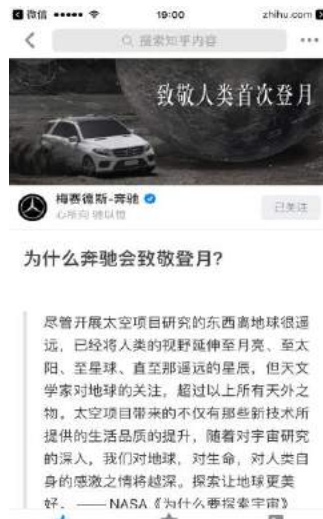 微信 19:00 zhihu.com
搜索知乎内容
致敬人类首次登月
梅赛德斯-奔驰
心所向 驰以恒
已关注
为什么奔驰会致敬登月?
尽管开展太空项目研究的东西离地球很遥
远，已经将人类的视野延伸至月亮、至太
阳、至星球、直至那遥远的星辰，但天文
学家对地球的关注，超过以上所有天外之
物。太空项目带来的不仅有那些新技术所
提供的生活品质的提升，随着对宇宙研究
的深入，我们对地球，对生命，对人类自
身的感激之情将越深。探索让地球更美
好。 —— NASA《为什么要探索宇宙》